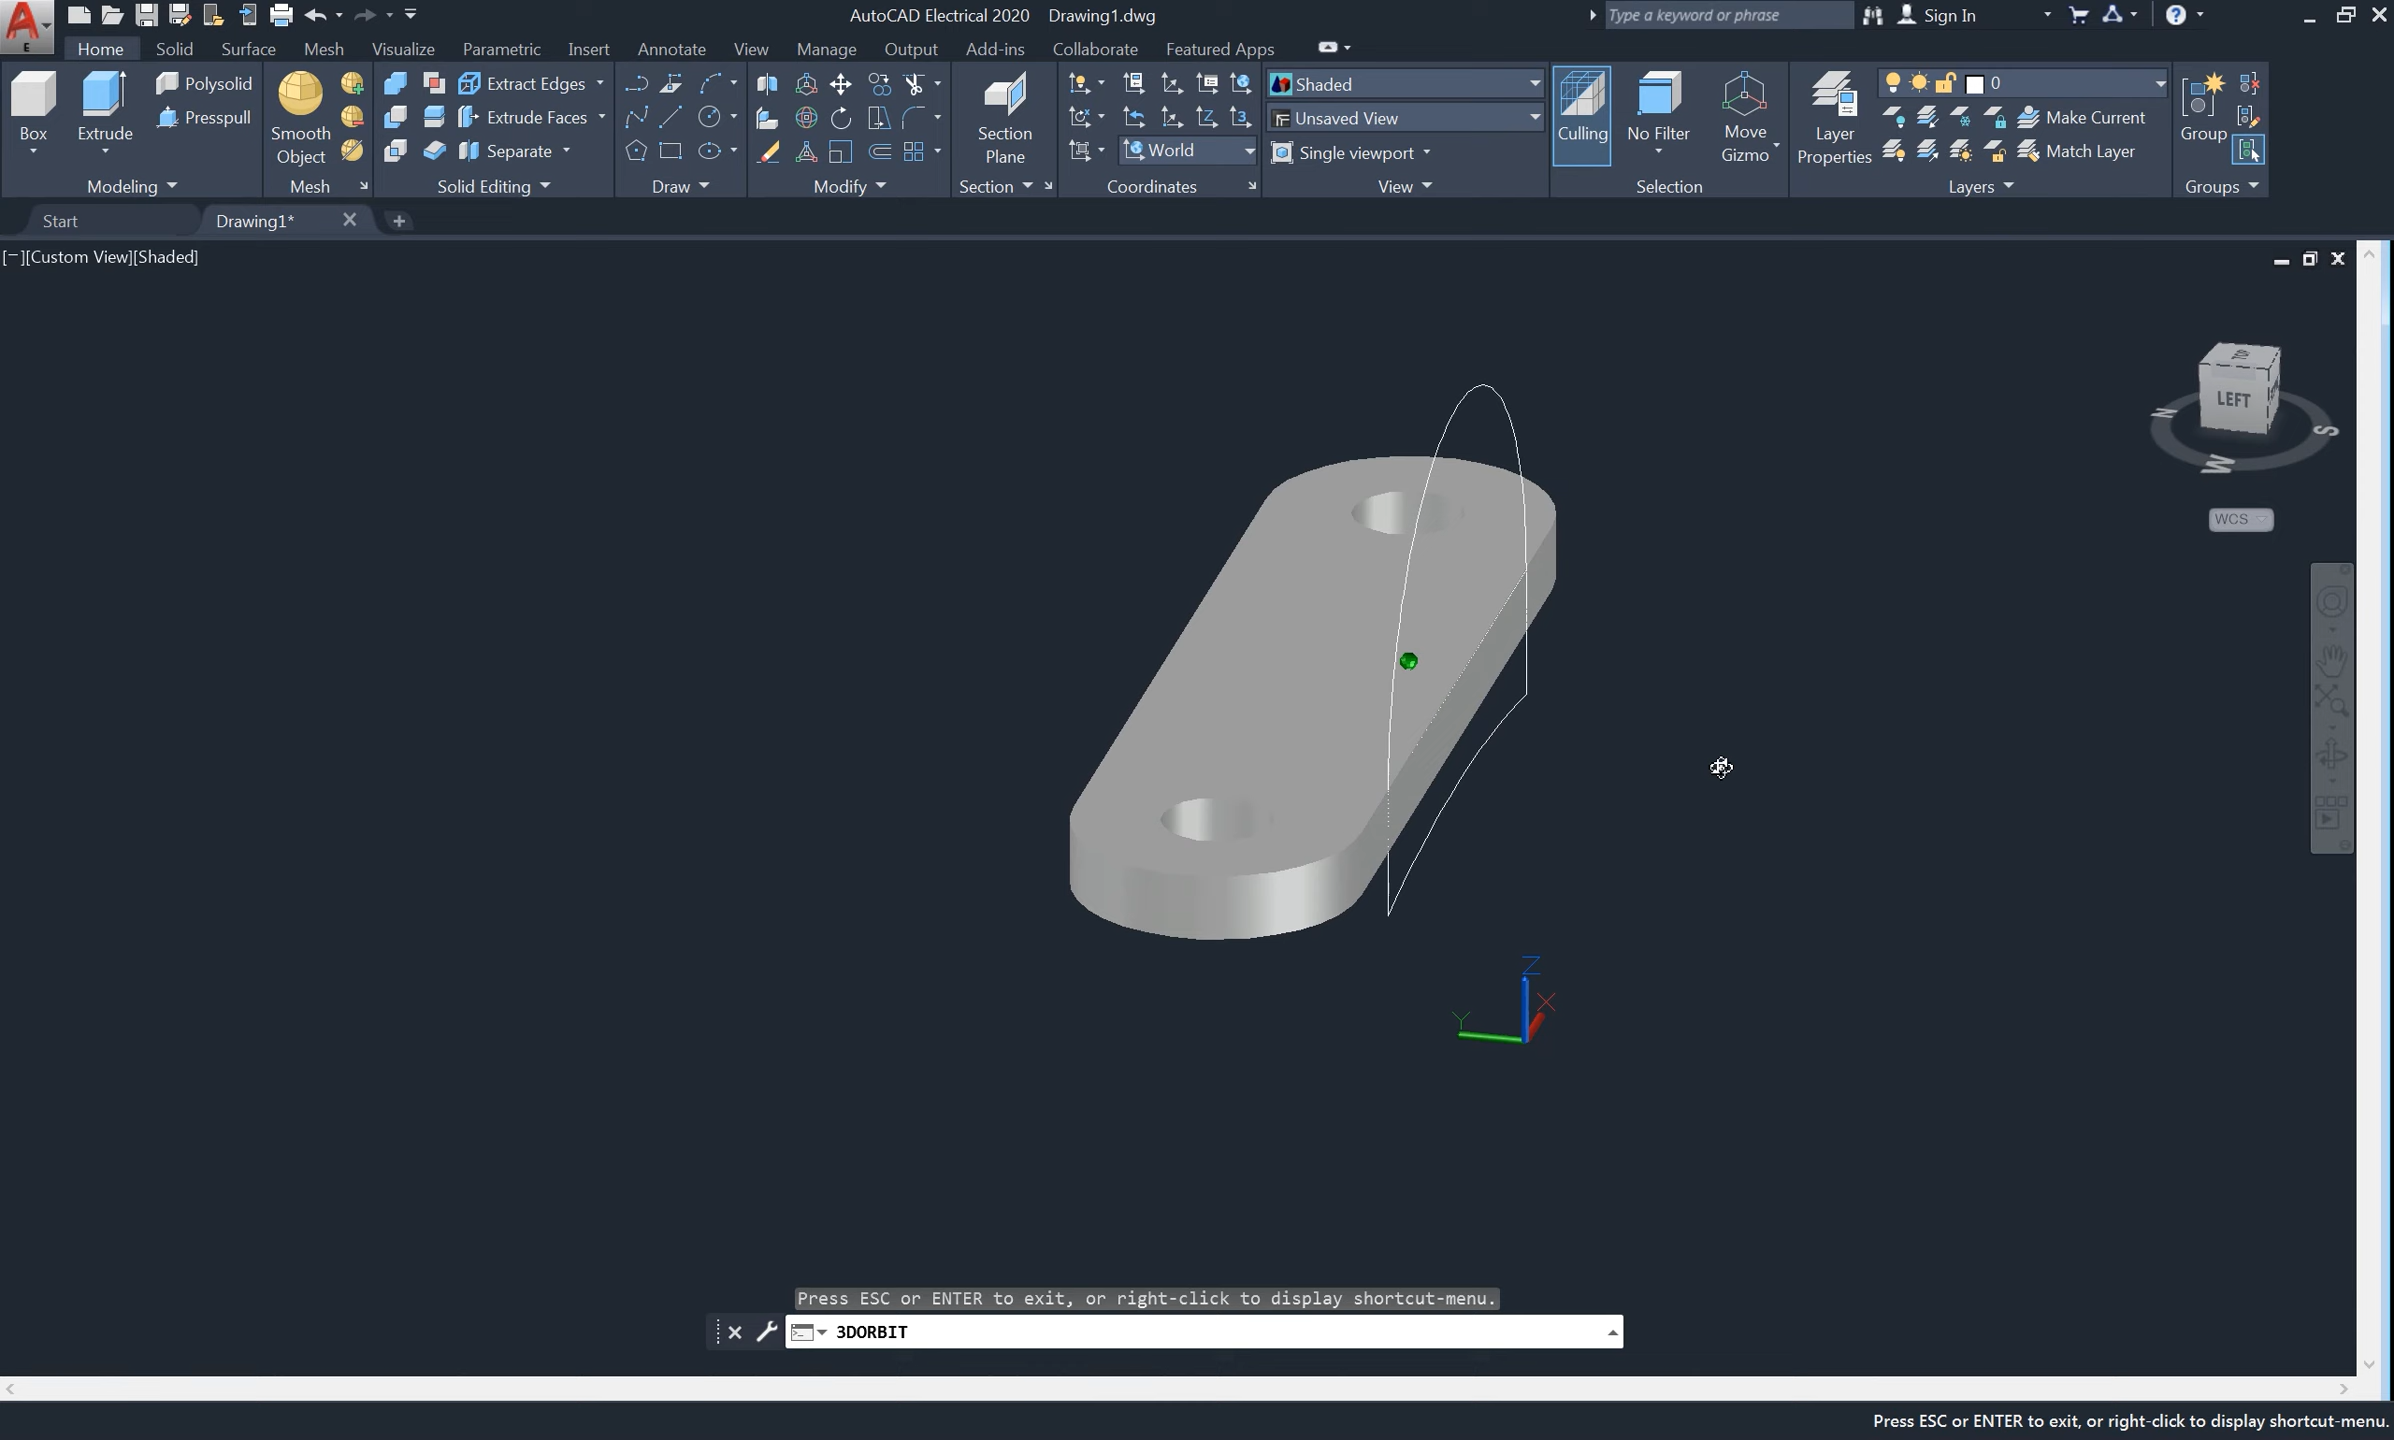 AutoCAD Electrical 2020 Drawing1.dwg
Type a keyword or phrase
Sign In
Home Solid Surface Mesh Visualize Parametric Insert Annotate View Manage Output Add-ins Collaborate Featured Apps
A
E
Box
Extrude
Polysolid
Presspull
Modeling
Smooth
Object
Mesh
Extract Edges
Extrude Faces
Separate
Solid Editing
Draw
Modify
Section
Plane
Section
World
Coordinates
Shaded
Unsaved View
Single viewport
View
Culling
No Filter
Move
Gizmo
Selection
Layer
Properties
0
Make Current
Match Layer
Layers
Group
Groups
Start
Drawing1*
[−][Custom View][Shaded]
TOP
LEFT
N
S
W
WCS
Z
X
Y
Press ESC or ENTER to exit, or right-click to display shortcut-menu.
3DORBIT
Press ESC or ENTER to exit, or right-click to display shortcut-menu.